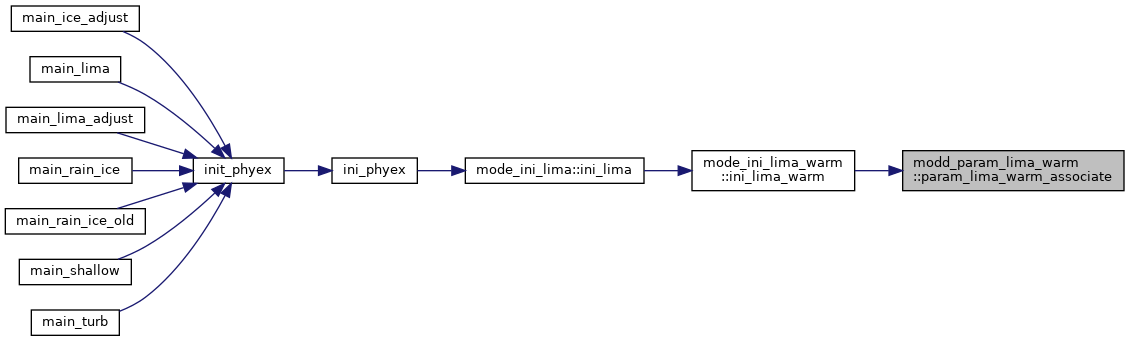 main_ice_adjust
main_lima
main_lima_adjust
main_rain_ice
main_rain_ice_old
main_shallow
main_turb
init_phyex
ini_phyex
mode_ini_lima::ini_lima
mode_ini_lima_warm
::ini_lima_warm
modd_param_lima_warm
::param_lima_warm_associate